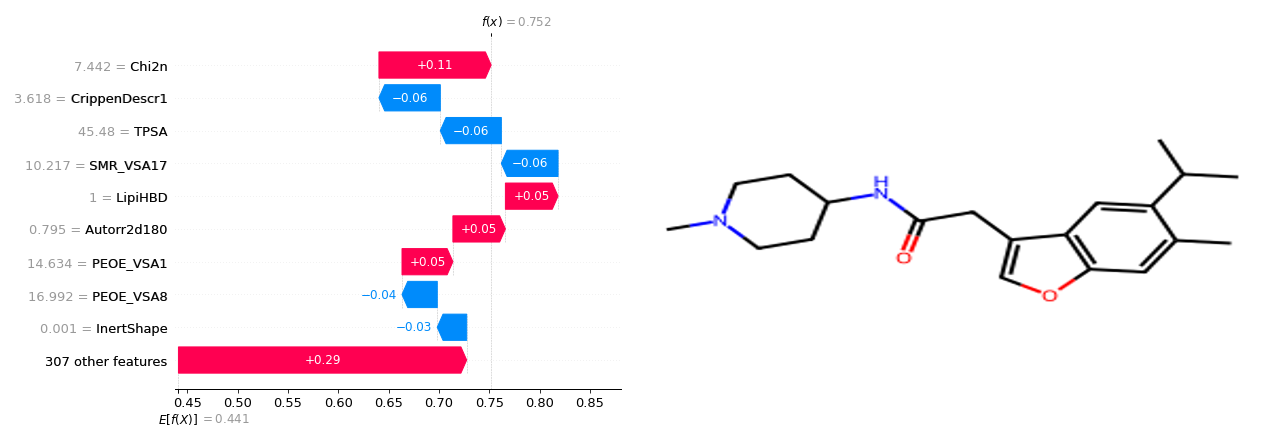 f(x) = 0.752
7.442 = Chi2n
+0.11
3.618 = CrippenDescr1
−0.06
45.48 = TPSA
−0.06
10.217 = SMR_VSA17
−0.06
1 = LipiHBD
+0.05
0.795 = Autorr2d180
+0.05
14.634 = PEOE_VSA1
+0.05
16.992 = PEOE_VSA8
−0.04
0.001 = InertShape
−0.03
307 other features
+0.29
0.45 0.50 0.55 0.60 0.65 0.70 0.75 0.80 0.85
E[f(X)] = 0.441
H
N
N
O
O